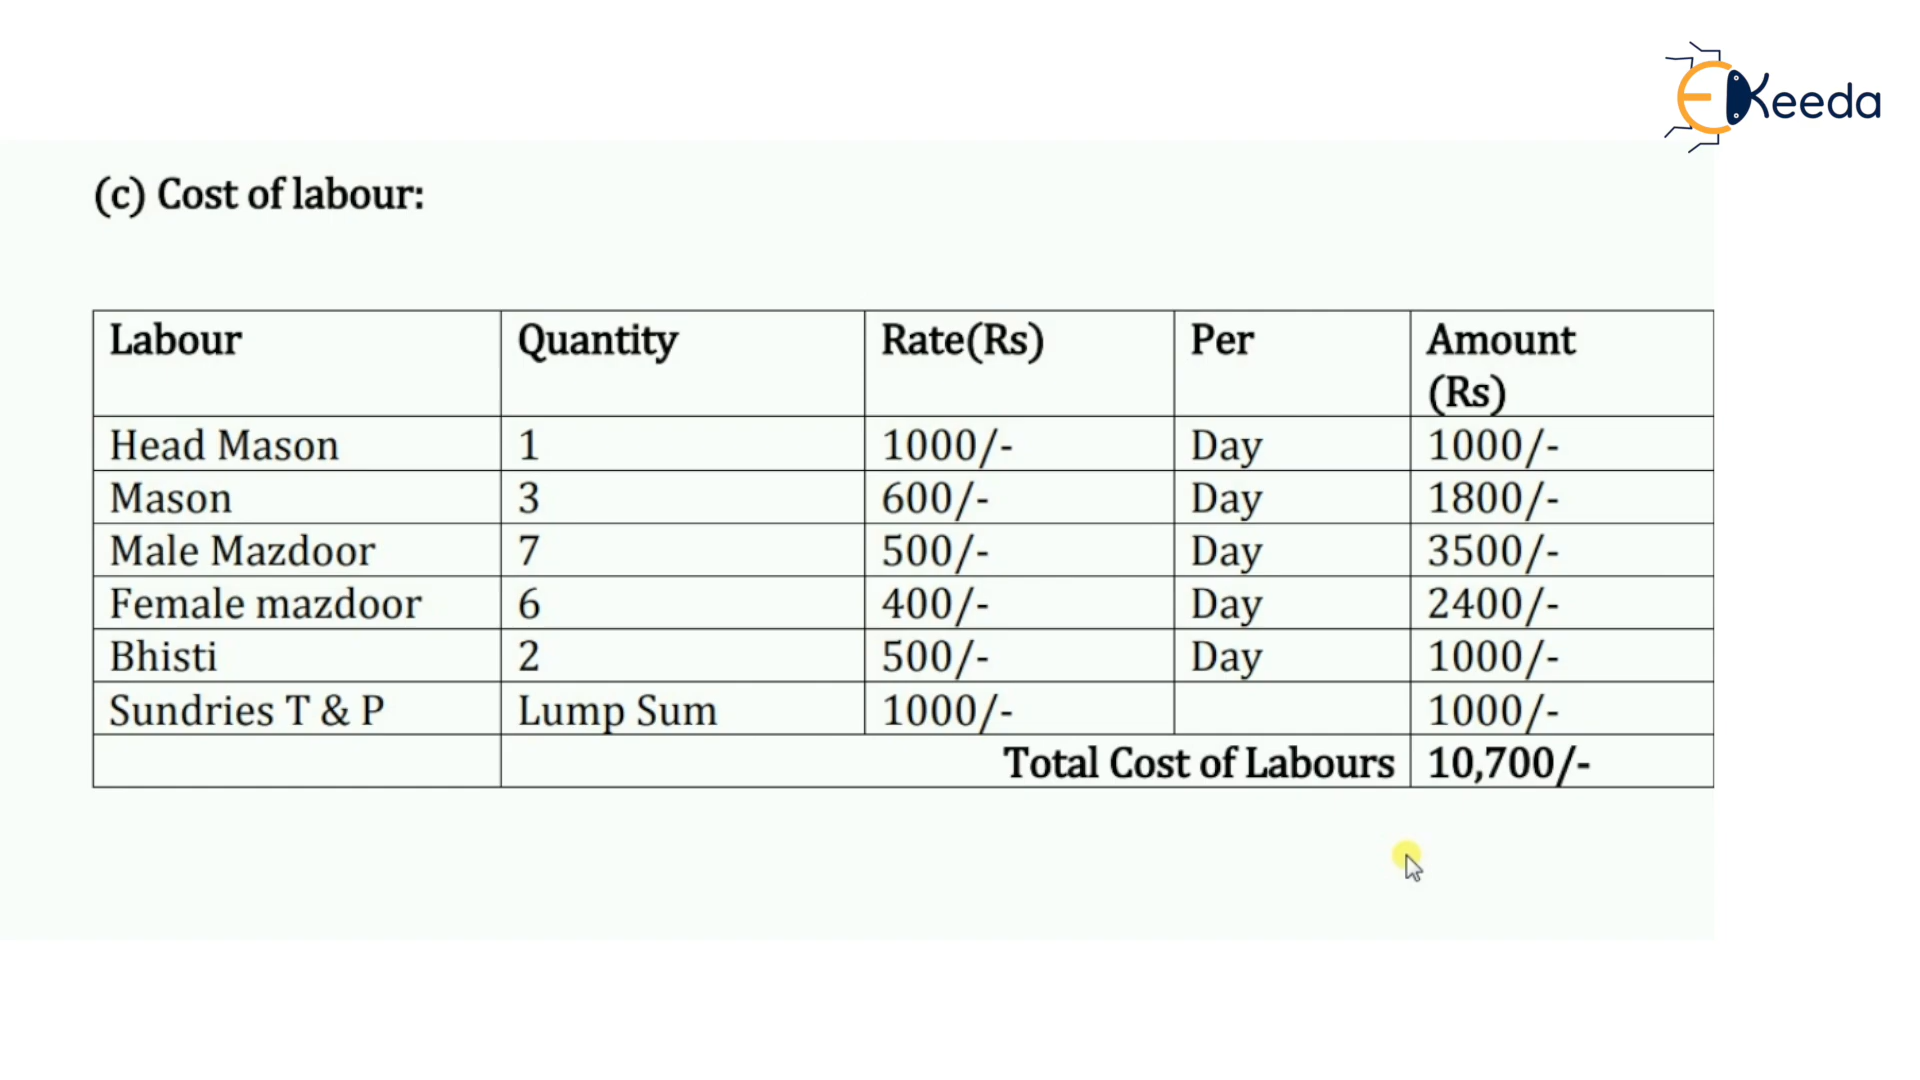 EKeeda
(c) Cost of labour:
Labour Quantity Rate(Rs) Per Amount
(Rs)
Head Mason 1 1000/- Day 1000/-
Mason 3 600/- Day 1800/-
Male Mazdoor 7 500/- Day 3500/-
Female mazdoor 6 400/- Day 2400/-
Bhisti 2 500/- Day 1000/-
Sundries T & P Lump Sum 1000/- 1000/-
Total Cost of Labours 10,700/-